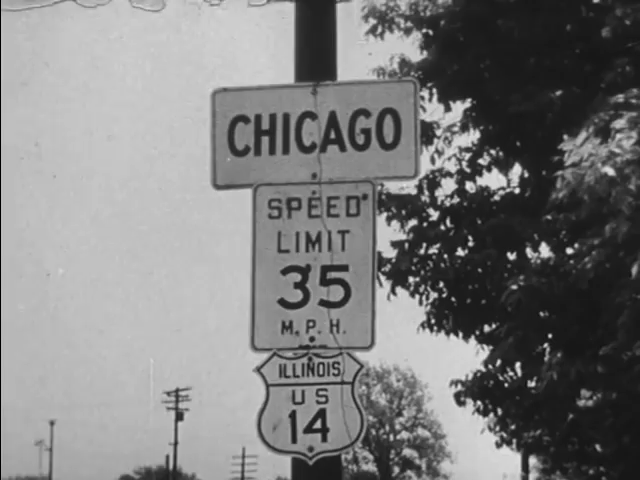 CHICAGO
SPEED
LIMIT
35
M. P. H.
ILLINOIS
U S
14